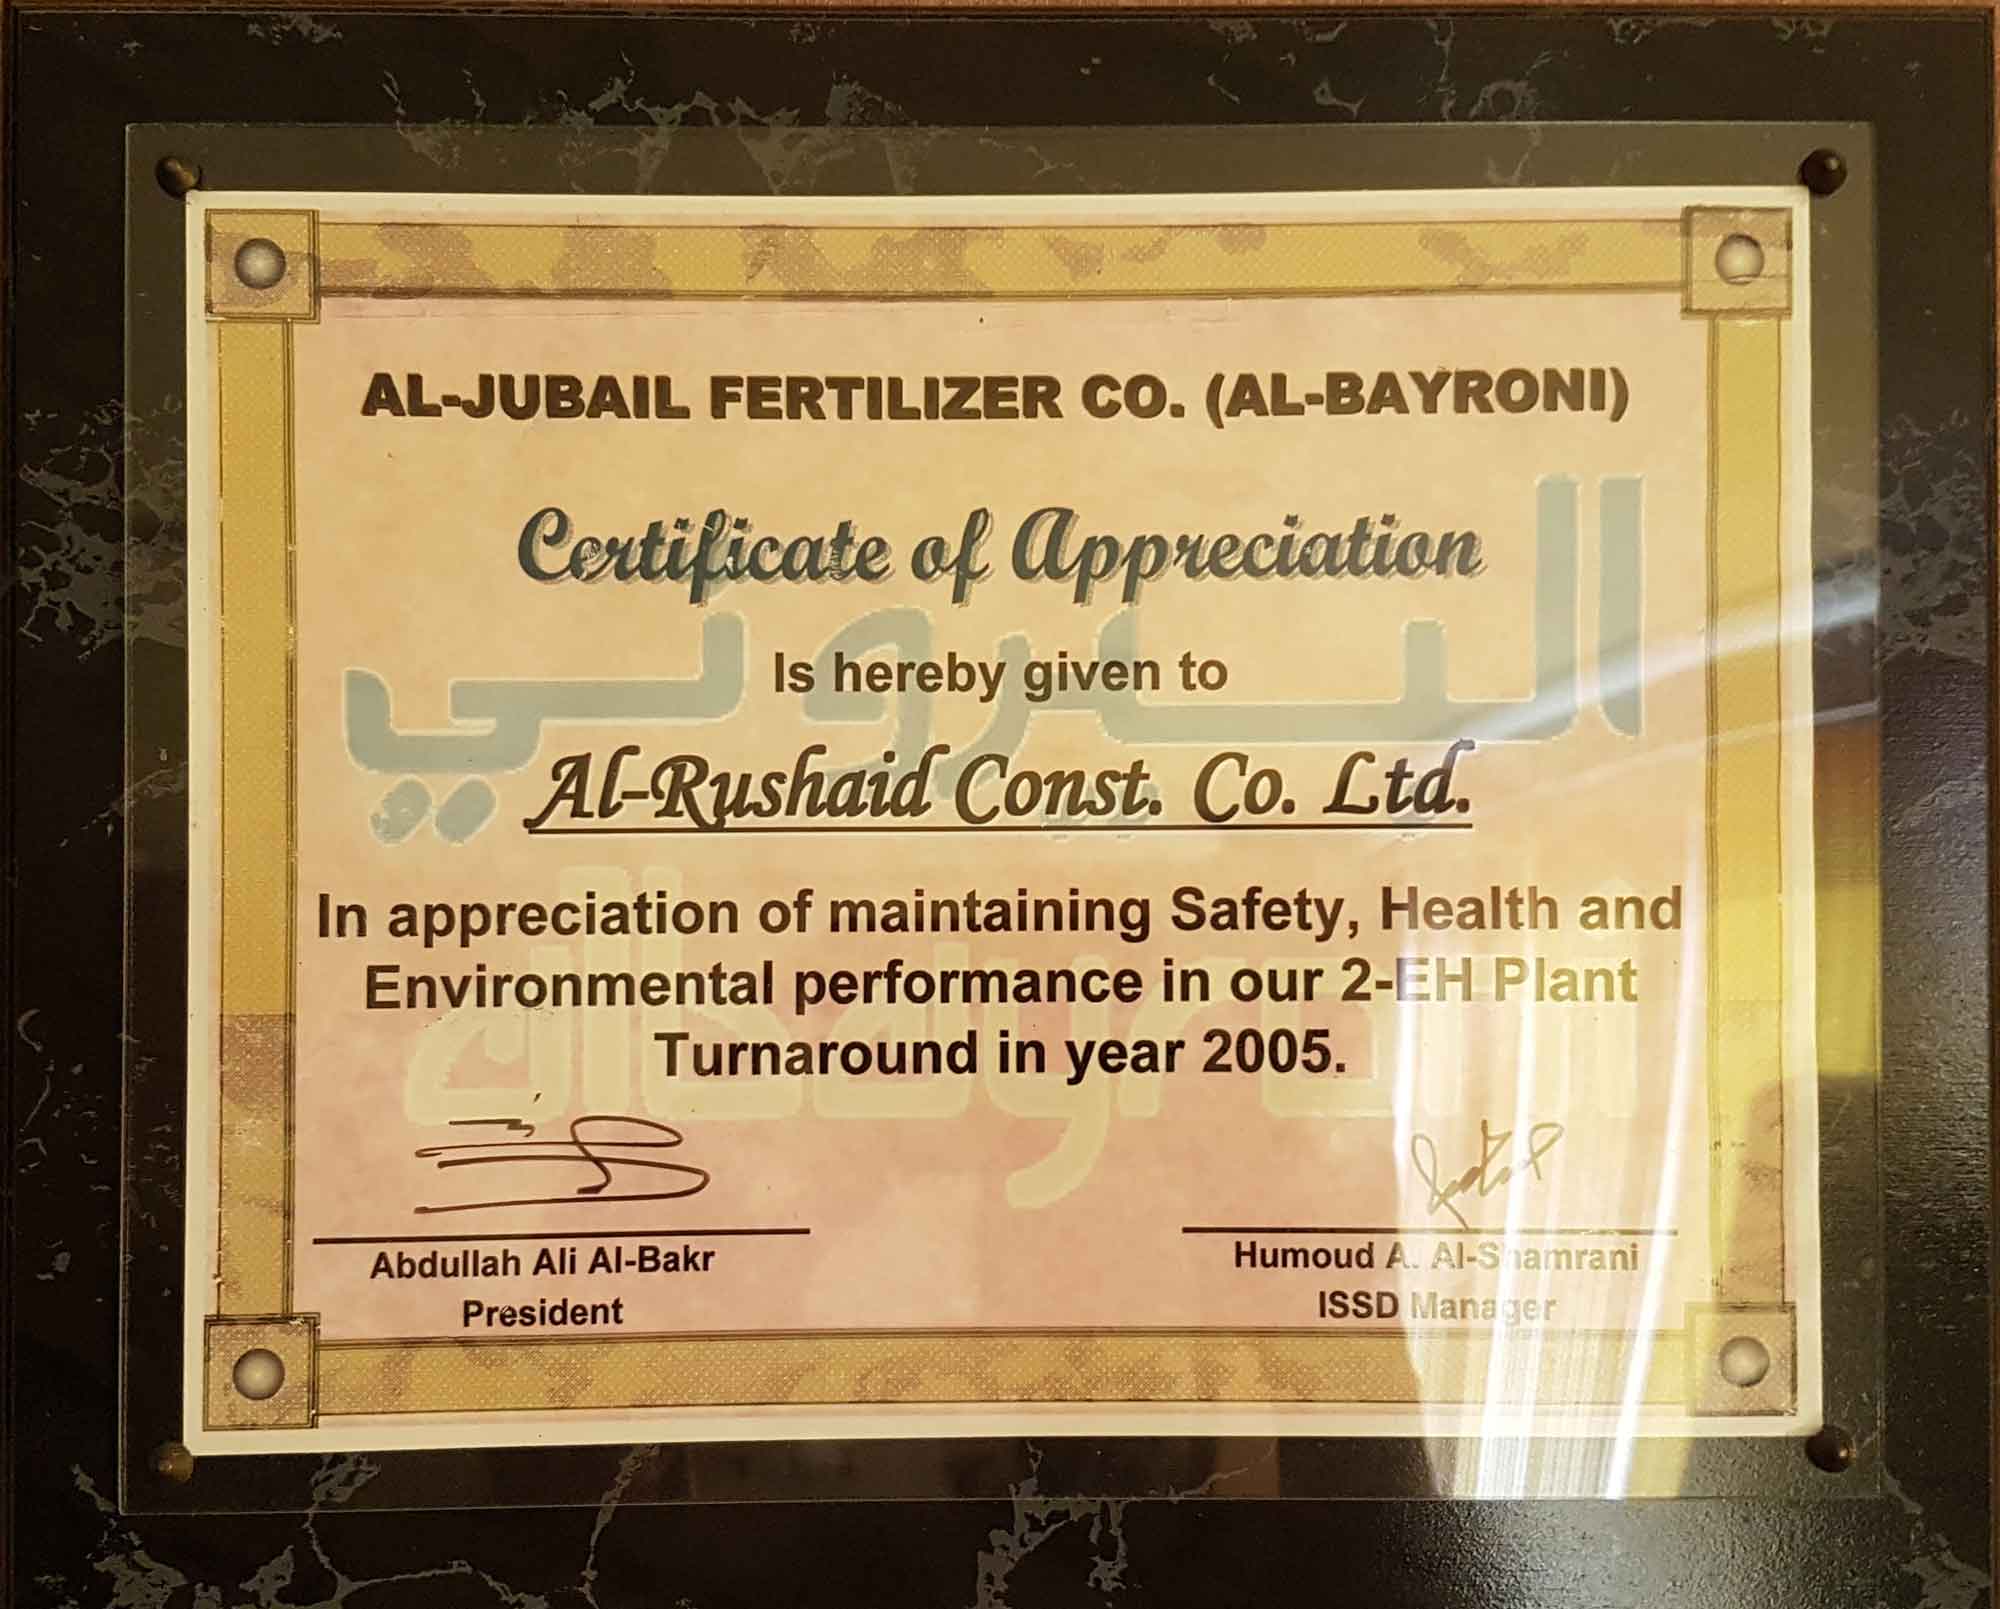 AL-JUBAIL FERTILIZER CO. (AL-BAYRONI)
Certificate of Appreciation
Is hereby given to
البيروني
Al-Rushaid Const. Co. Ltd.
In appreciation of maintaining Safety, Health and
Environmental performance in our 2-EH Plant
Turnaround in year 2005.
Abdullah Ali Al-Bakr
President
Humoud A. Al-Shamrani
ISSD Manager